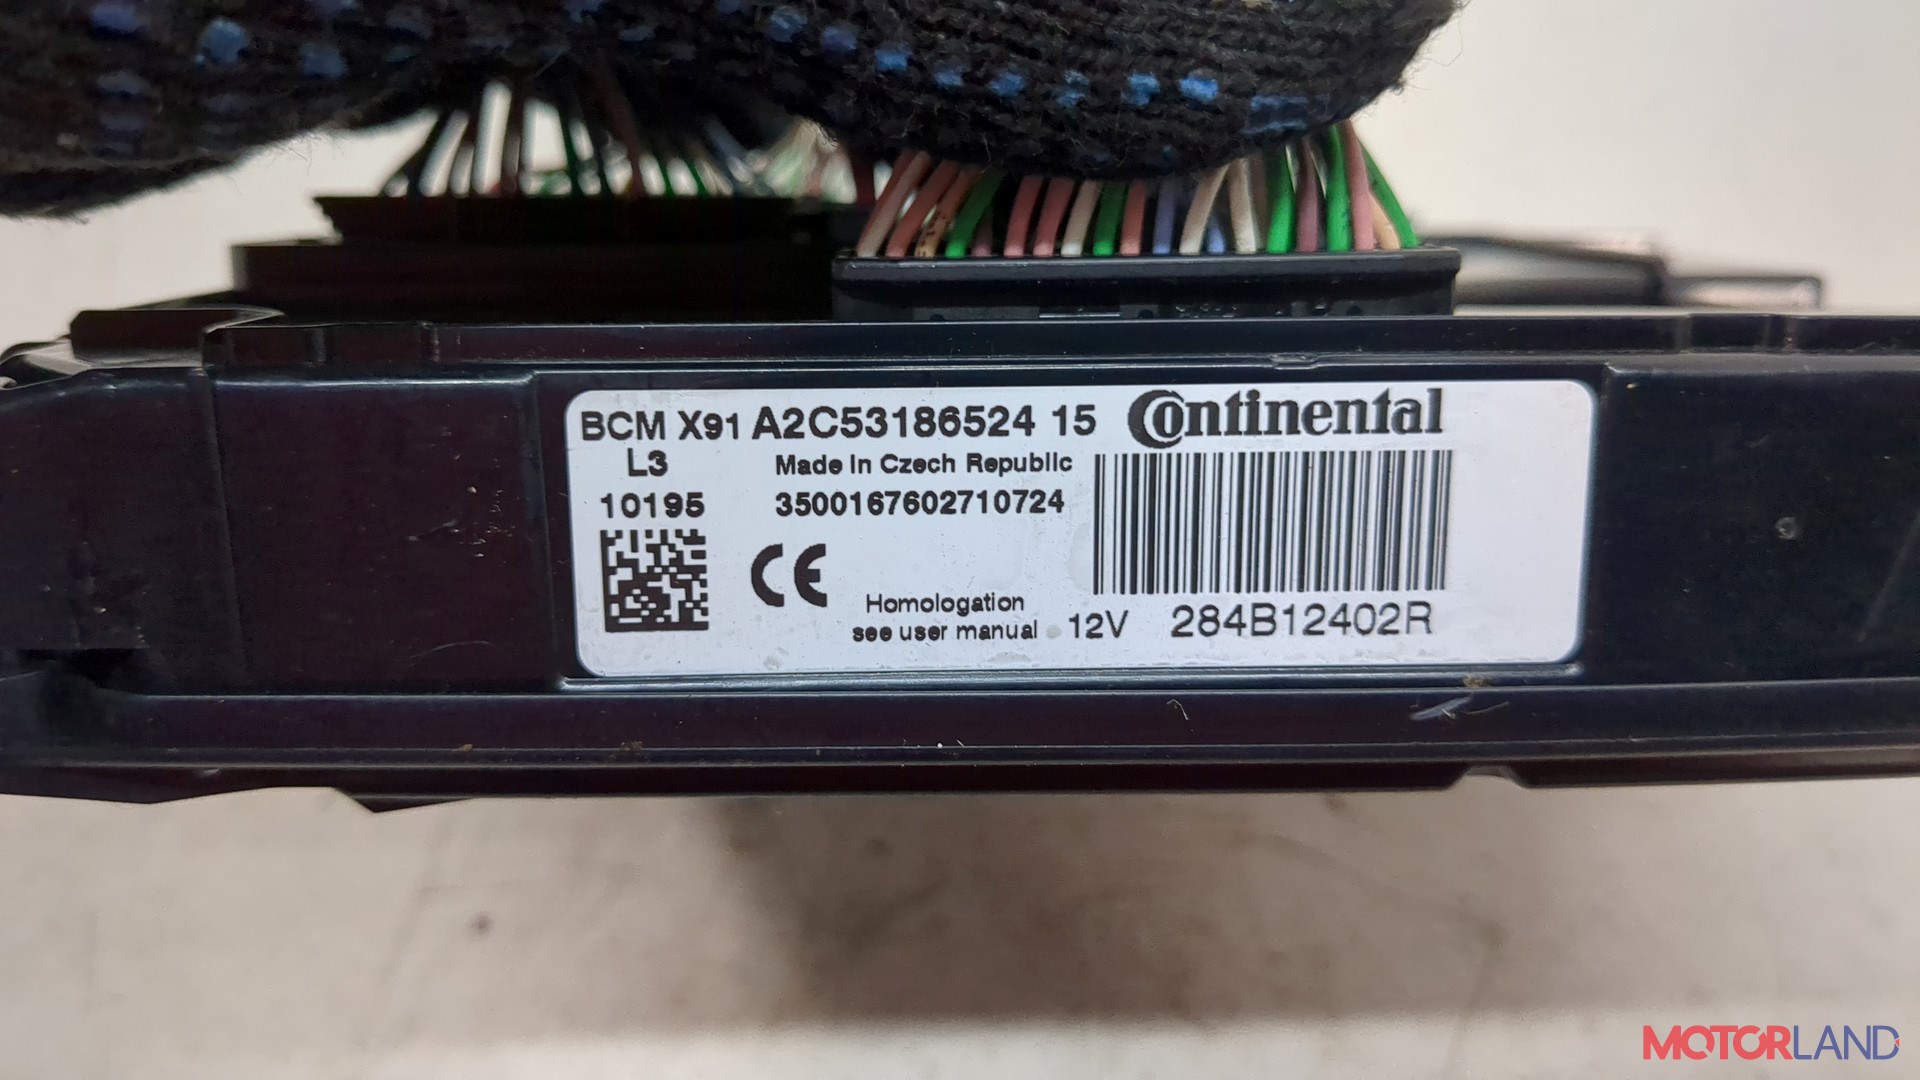 BCM X91 A2C53186524 15 Continental
L3 Made in Czech Republic
10195 3500167602710724
CE
Homologation
see user manual 12V 284B12402R
MOTORLAND